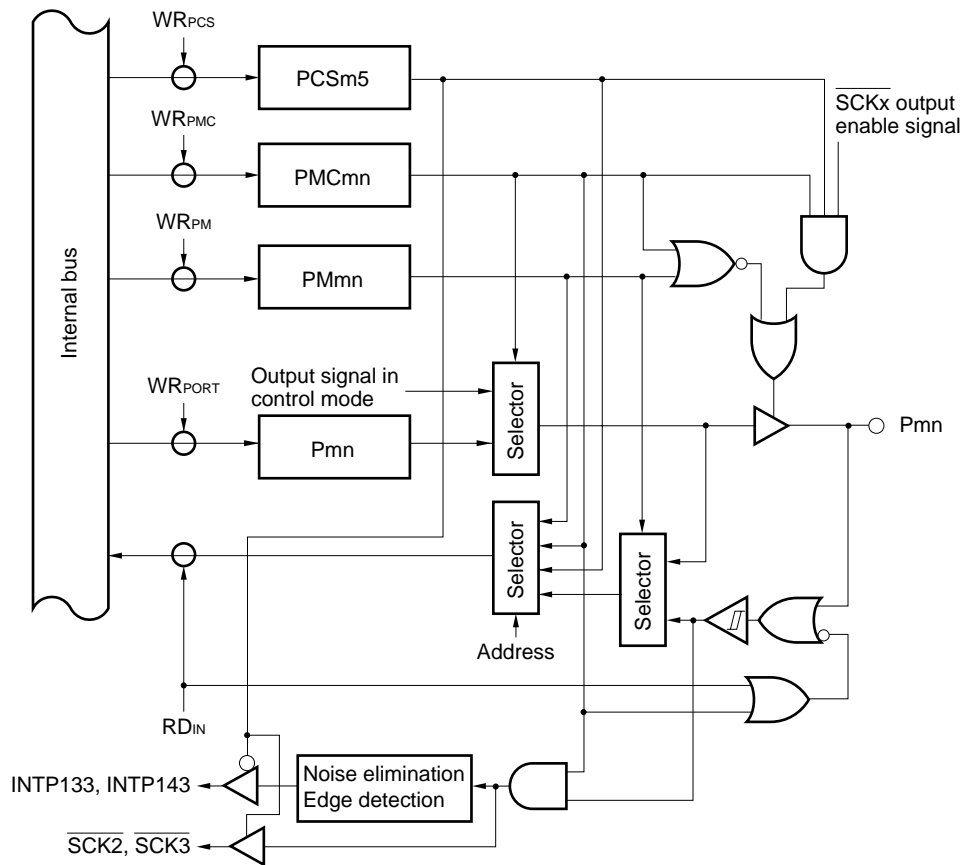 WRPCS
PCSm5
SCKx output
enable signal
WRPMC
PMCmn
WRPM
PMmn
Internal bus
Output signal in
control mode
WRPORT
Pmn
Selector
Pmn
Selector
Selector
Address
RDIN
INTP133, INTP143
Noise elimination
Edge detection
SCK2, SCK3